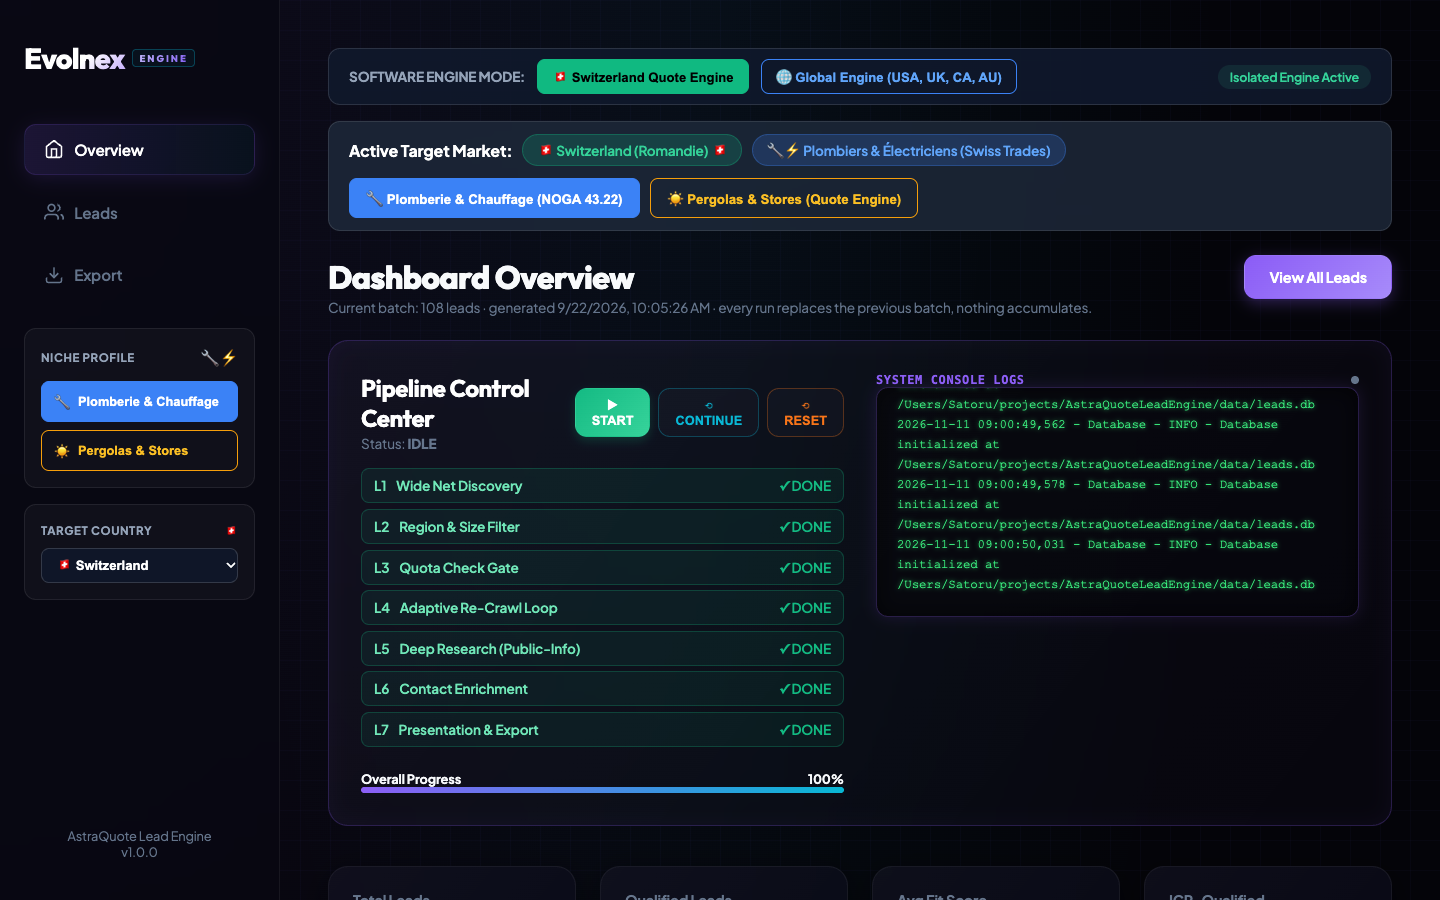 Evolnex ENGINE
Overview
Leads
Export
NICHE PROFILE 🔧⚡
🔧 Plomberie & Chauffage
☀️ Pergolas & Stores
TARGET COUNTRY 🇨🇭
🇨🇭 Switzerland
AstraQuote Lead Engine
v1.0.0
SOFTWARE ENGINE MODE: 🇨🇭 Switzerland Quote Engine 🌐 Global Engine (USA, UK, CA, AU) Isolated Engine Active
Active Target Market: 🇨🇭 Switzerland (Romandie) 🇨🇭 🔧⚡ Plombiers & Électriciens (Swiss Trades)
🔧 Plomberie & Chauffage (NOGA 43.22) ☀️ Pergolas & Stores (Quote Engine)
Dashboard Overview
View All Leads
Current batch: 108 leads · generated 9/22/2026, 10:05:26 AM · every run replaces the previous batch, nothing accumulates.
Pipeline Control
Center
Status: IDLE
▶ START
⟲ CONTINUE
⟲ RESET
L1 Wide Net Discovery ✓DONE
L2 Region & Size Filter ✓DONE
L3 Quota Check Gate ✓DONE
L4 Adaptive Re-Crawl Loop ✓DONE
L5 Deep Research (Public-Info) ✓DONE
L6 Contact Enrichment ✓DONE
L7 Presentation & Export ✓DONE
Overall Progress 100%
SYSTEM CONSOLE LOGS
/Users/Satoru/projects/AstraQuoteLeadEngine/data/leads.db
2026-11-11 09:00:49,562 - Database - INFO - Database
initialized at
/Users/Satoru/projects/AstraQuoteLeadEngine/data/leads.db
2026-11-11 09:00:49,578 - Database - INFO - Database
initialized at
/Users/Satoru/projects/AstraQuoteLeadEngine/data/leads.db
2026-11-11 09:00:50,031 - Database - INFO - Database
initialized at
/Users/Satoru/projects/AstraQuoteLeadEngine/data/leads.db
Total Leads
Qualified Leads
Avg Fit Score
ICP-Qualified